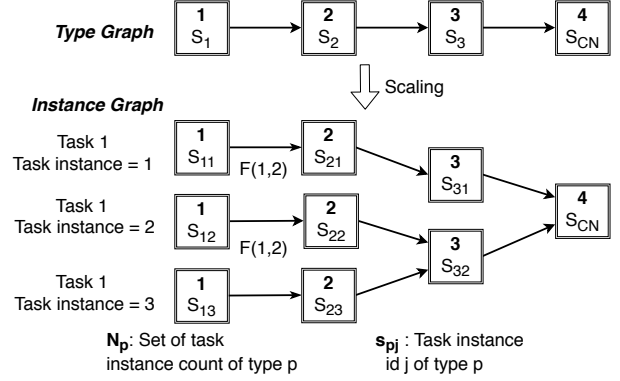 Type Graph
1 2 3 4
S1 S2 S3 SCN
Scaling
Instance Graph
Task 1
Task instance = 1
1
S11
F(1,2)
2
S21
3
S31
Task 1
Task instance = 2
1
S12
F(1,2)
2
S22
3
S32
4
SCN
Task 1
Task instance = 3
1
S13
2
S23
Np: Set of task
instance count of type p
spj : Task instance
id j of type p